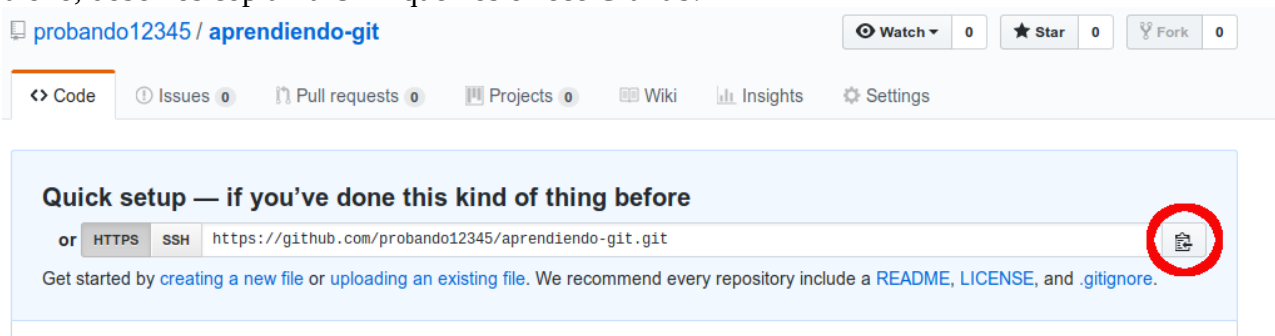 probando12345 / aprendiendo-git
Watch 0 Star 0 Fork 0
Code Issues 0 Pull requests 0 Projects 0 Wiki Insights Settings
Quick setup — if you’ve done this kind of thing before
or HTTPS SSH https://github.com/probando12345/aprendiendo-git.git
Get started by creating a new file or uploading an existing file. We recommend every repository include a README, LICENSE, and .gitignore.